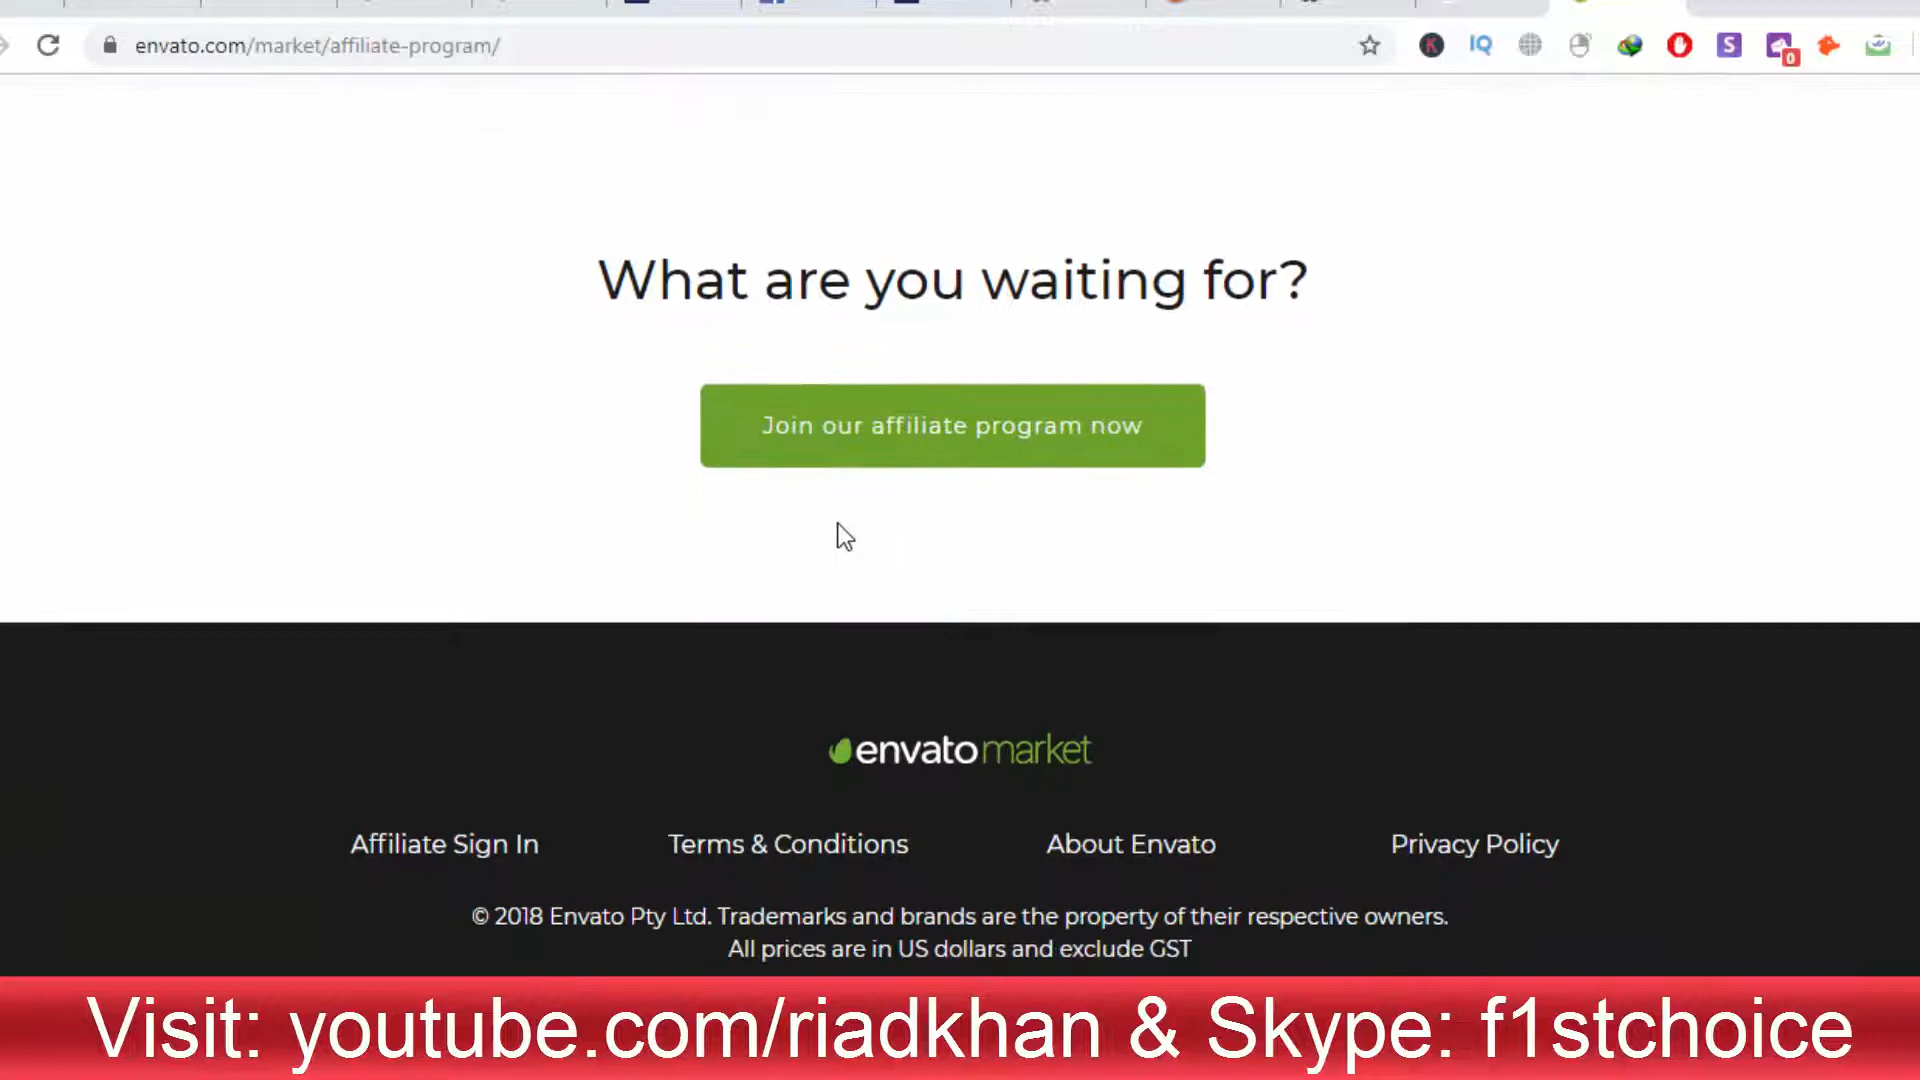 envato.com/market/affiliate-program/
K
IQ
S
0
What are you waiting for?
Join our affiliate program now
envato market
Affiliate Sign In
Terms & Conditions
About Envato
Privacy Policy
© 2018 Envato Pty Ltd. Trademarks and brands are the property of their respective owners.
All prices are in US dollars and exclude GST
Visit: youtube.com/riadkhan & Skype: f1stchoice